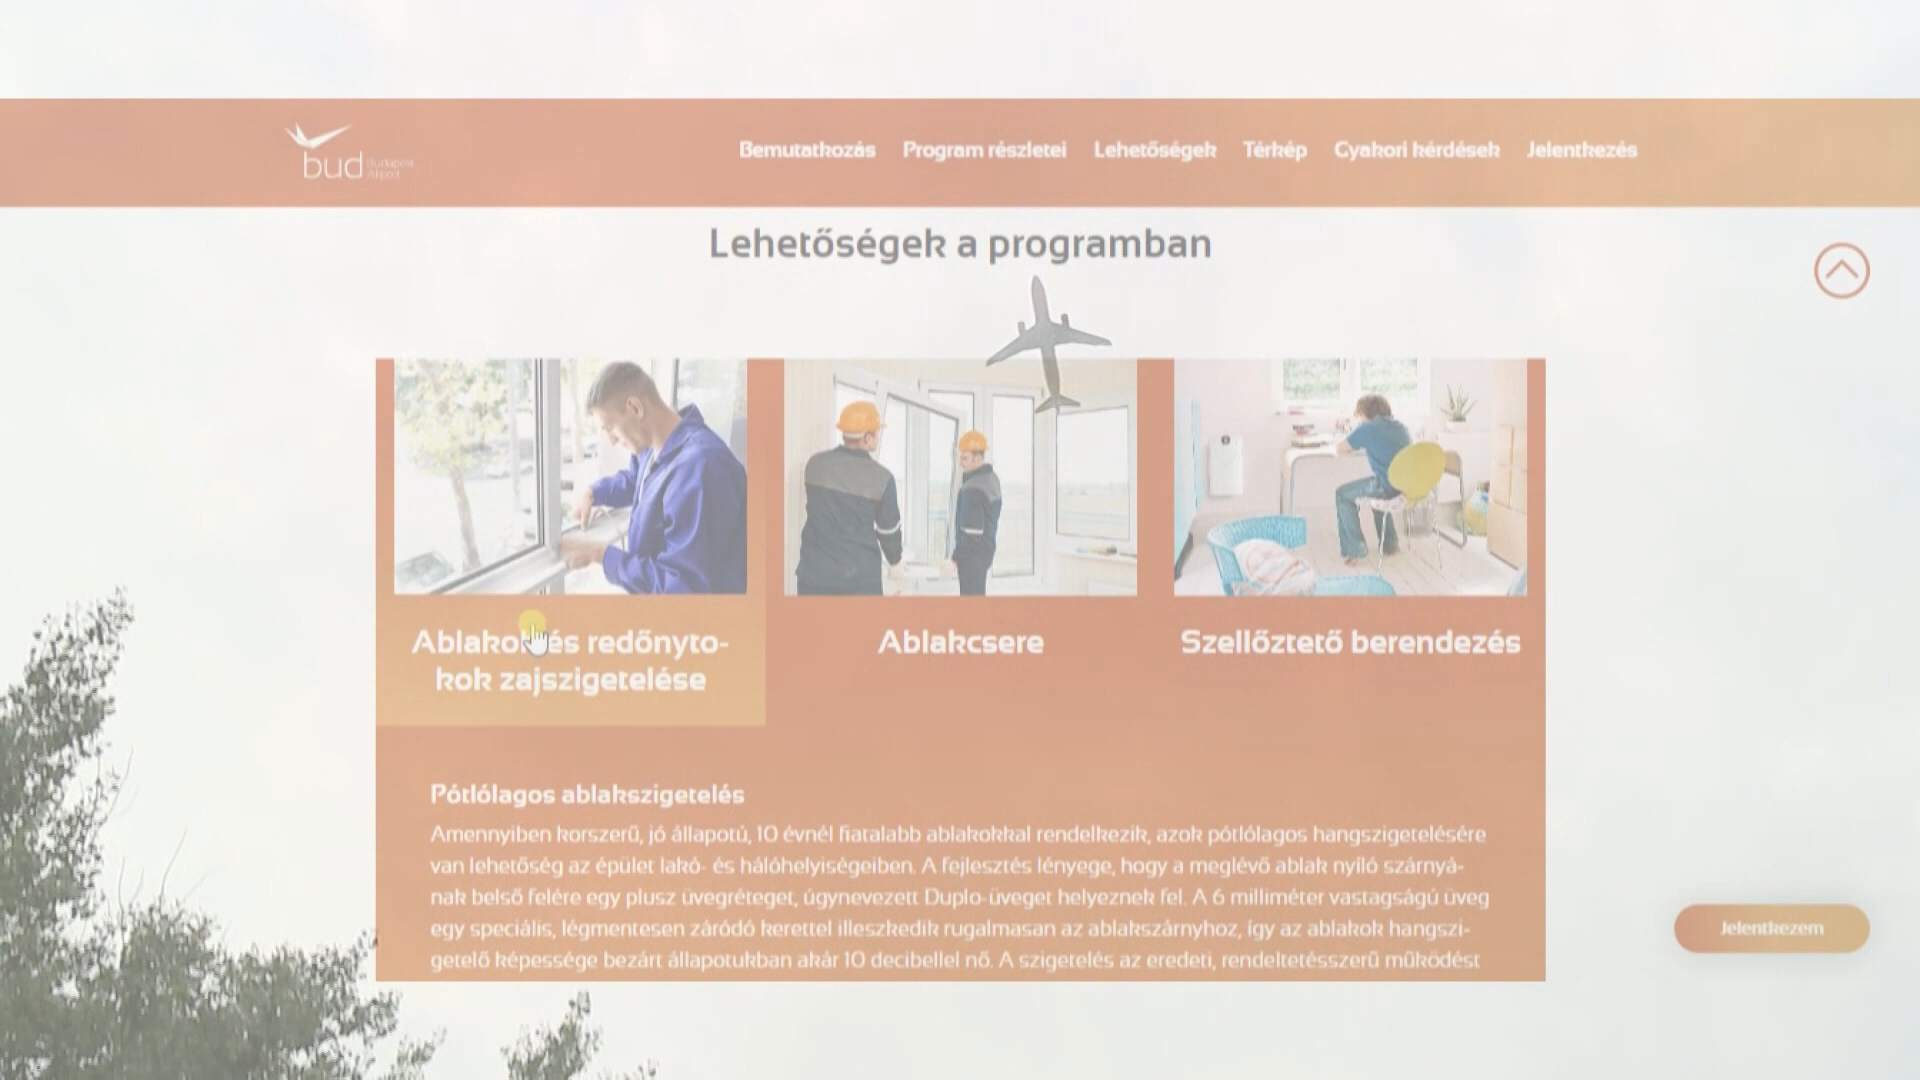 bud Budapest
Airport
Bemutatkozás Program részletei Lehetőségek Térkép Gyakori kérdések Jelentkezés
Lehetőségek a programban
Ablakok és redőnyto-
kok zajszigetelése
Ablakcsere
Szellőztető berendezés
Pótlólagos ablakszigetelés
Amennyiben korszerű, jó állapotú, 10 évnél fiatalabb ablakokkal rendelkezik, azok pótlólagos hangszigetelésére
van lehetőség az épület lakó- és hálóhelyiségeiben. A fejlesztés lényege, hogy a meglévő ablak nyíló szárnyá-
nak belső felére egy plusz üvegréteget, úgynevezett Duplo-üveget helyeznek fel. A 6 milliméter vastagságú üveg
egy speciális, légmentesen záródó kerettel illeszkedik rugalmasan az ablakszárnyhoz, így az ablakok hangszi-
getelő képessége bezárt állapotukban akár 10 decibellel nő. A szigetelés az eredeti, rendeltetésszerű működést
Jelentkezem